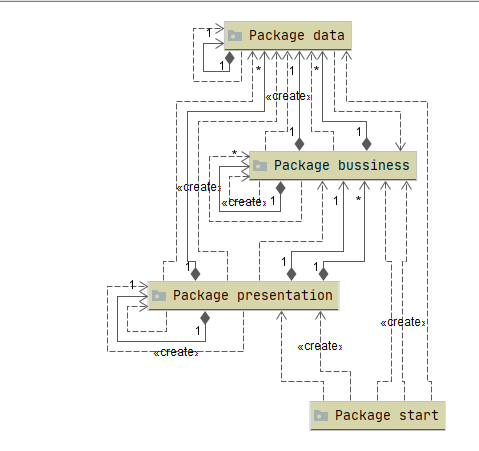 1
Package data
1
* 1 *
«create»
1 1
* Package bussiness
«create»
«create» 1
1 *
1 1 1
1 Package presentation
1 «create»
«create» «create»
Package start